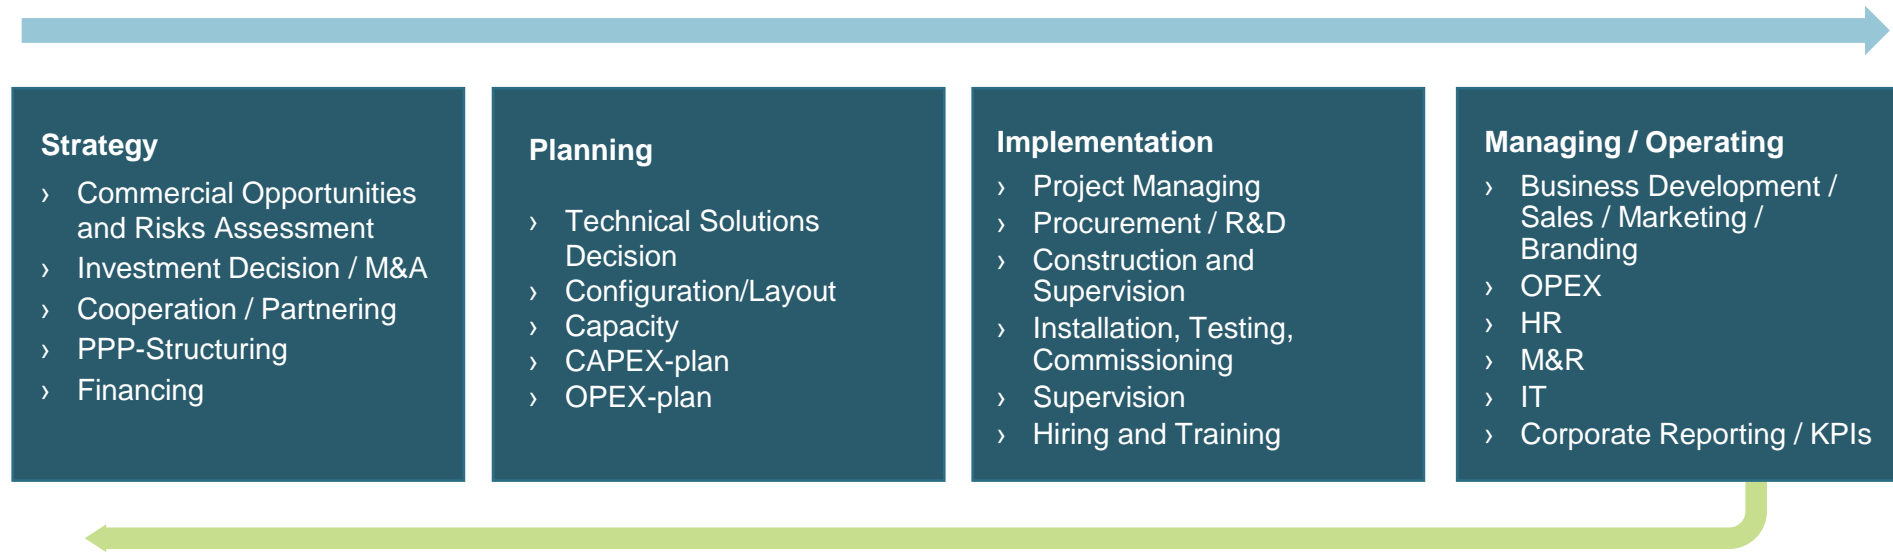 Strategy
› Commercial Opportunities
and Risks Assessment
› Investment Decision / M&A
› Cooperation / Partnering
› PPP-Structuring
› Financing
Planning
› Technical Solutions
Decision
› Configuration/Layout
› Capacity
› CAPEX-plan
› OPEX-plan
Implementation
› Project Managing
› Procurement / R&D
› Construction and
Supervision
› Installation, Testing,
Commissioning
› Supervision
› Hiring and Training
Managing / Operating
› Business Development /
Sales / Marketing /
Branding
› OPEX
› HR
› M&R
› IT
› Corporate Reporting / KPIs